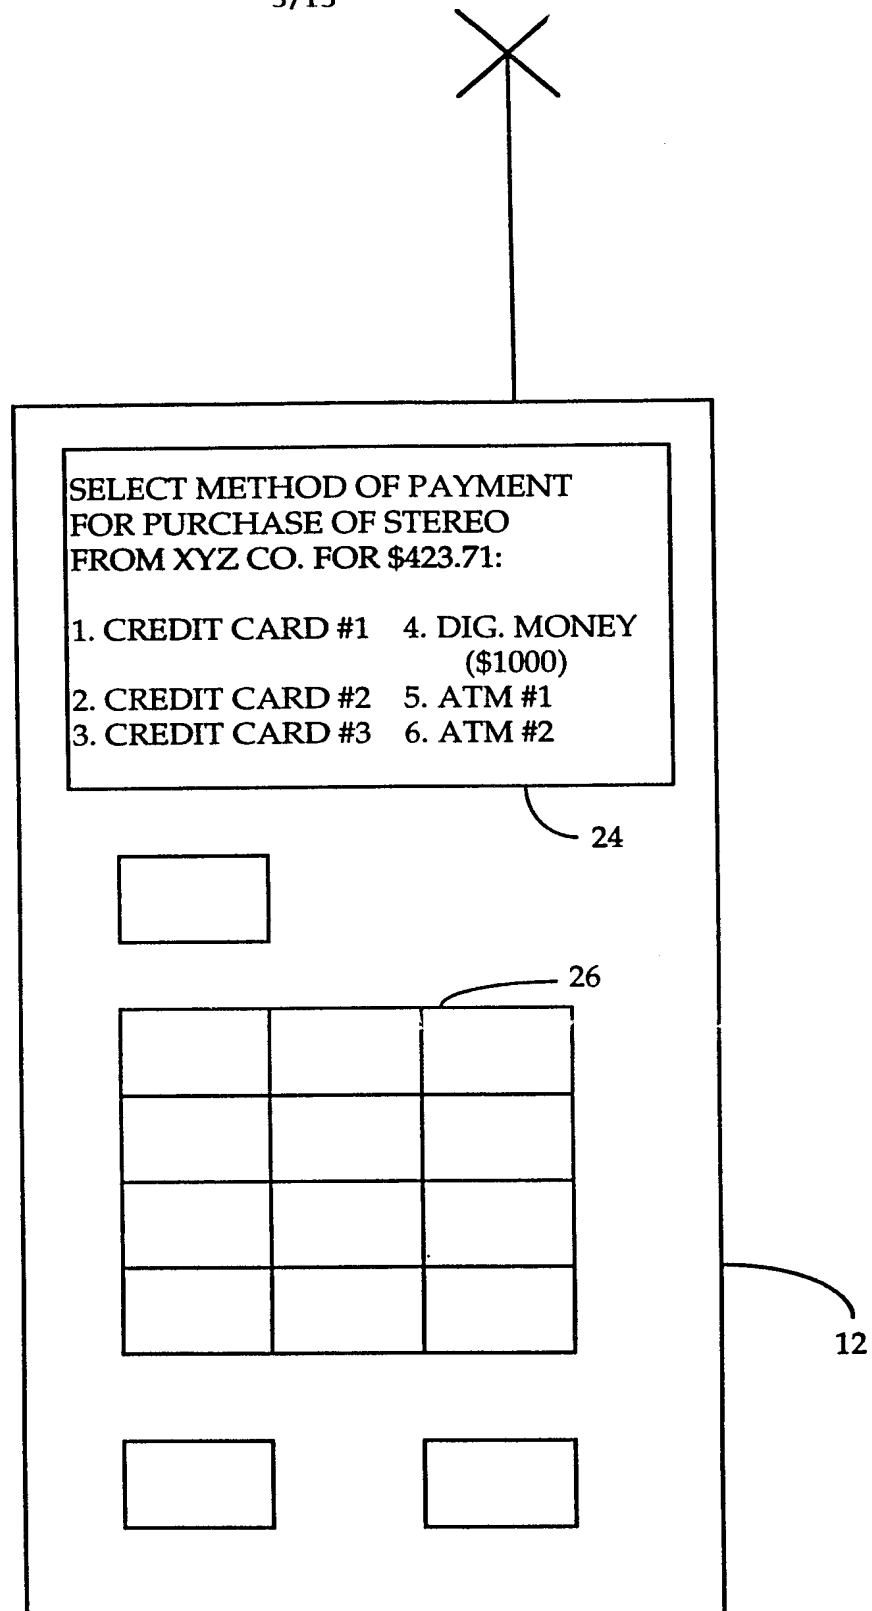 SELECT METHOD OF PAYMENT
FOR PURCHASE OF STEREO
FROM XYZ CO. FOR $423.71:
1. CREDIT CARD #1 4. DIG. MONEY
($1000)
2. CREDIT CARD #2 5. ATM #1
3. CREDIT CARD #3 6. ATM #2
24
26
12